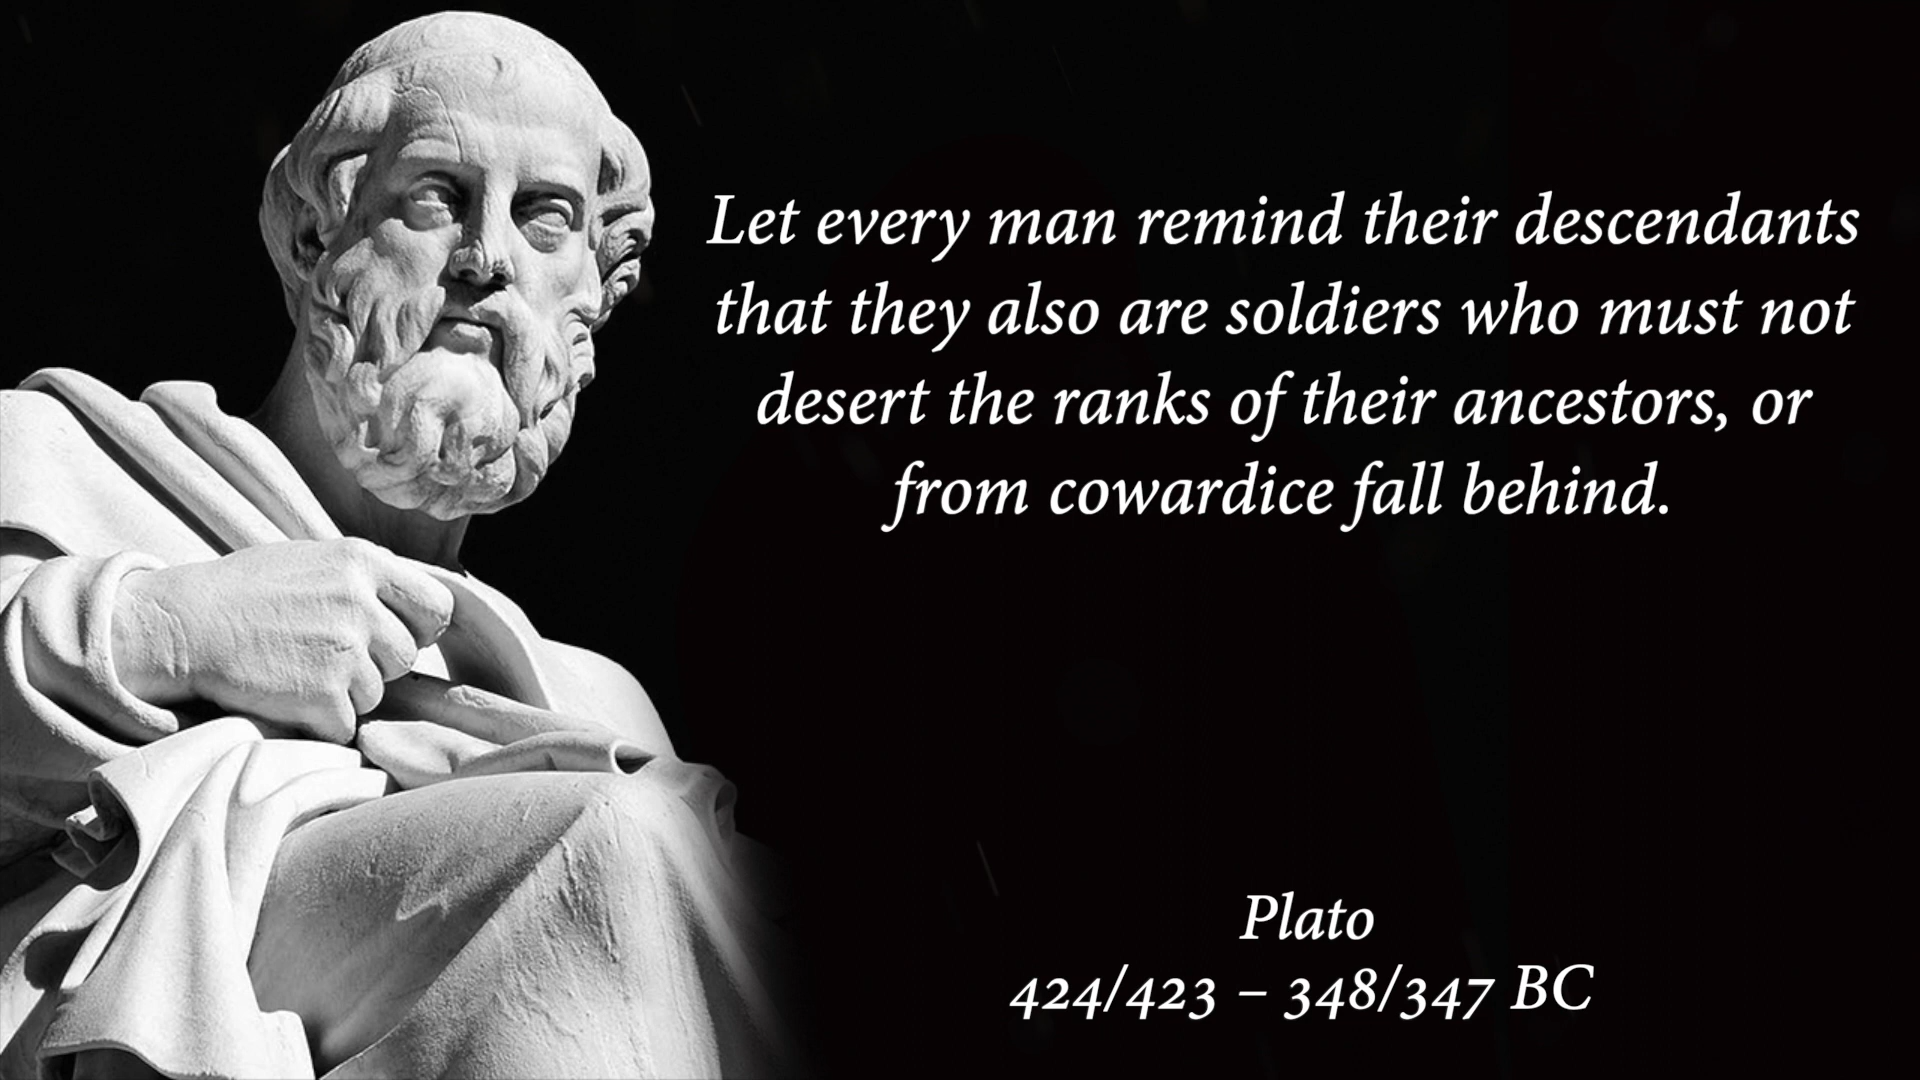 Let every man remind their descendants
that they also are soldiers who must not
desert the ranks of their ancestors, or
from cowardice fall behind.
Plato
424/423 – 348/347 BC